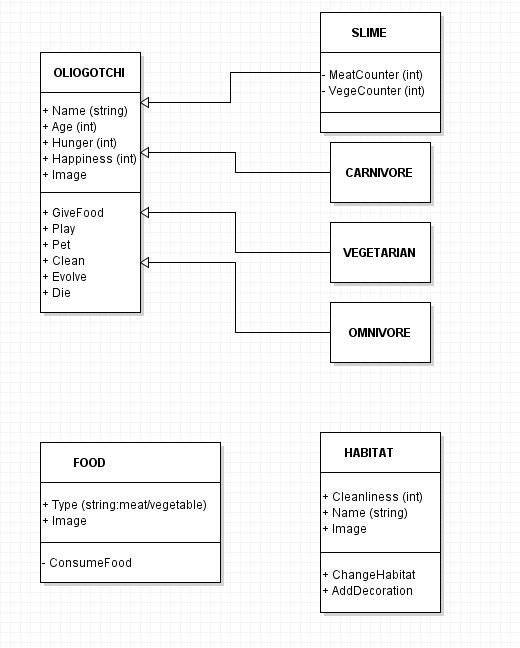 OLIOGOTCHI
+ Name (string)
+ Age (int)
+ Hunger (int)
+ Happiness (int)
+ Image
+ GiveFood
+ Play
+ Pet
+ Clean
+ Evolve
+ Die
SLIME
- MeatCounter (int)
- VegeCounter (int)
CARNIVORE
VEGETARIAN
OMNIVORE
FOOD
+ Type (string:meat/vegetable)
+ Image
- ConsumeFood
HABITAT
+ Cleanliness (int)
+ Name (string)
+ Image
+ ChangeHabitat
+ AddDecoration